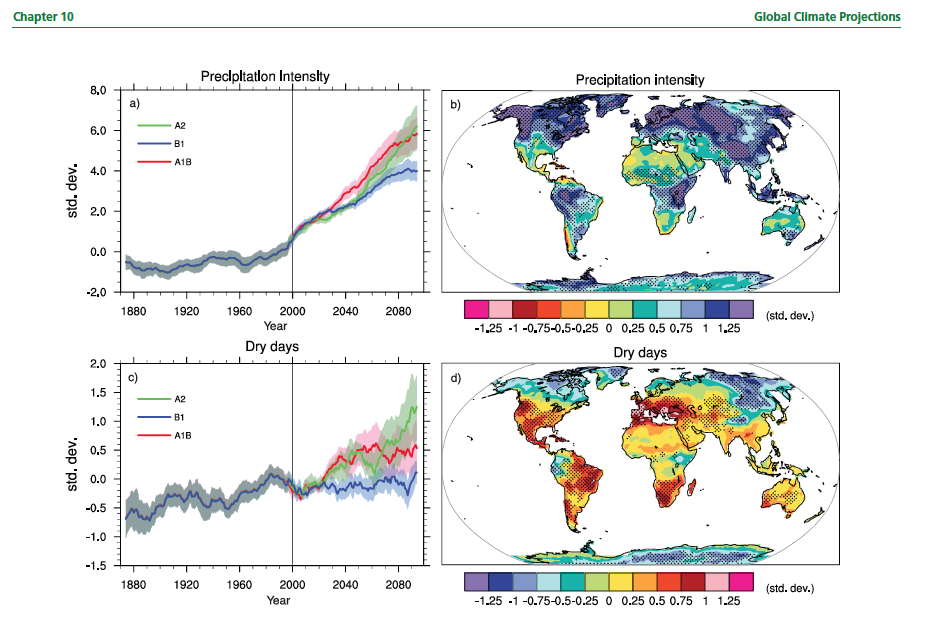 Chapter 10
Global Climate Projections
Precipitation Intensity
a)
std. dev.
8.0
6.0
4.0
2.0
0.0
-2.0
A2
B1
A1B
1880 1920 1960 2000 2040 2080
Year
Precipitation intensity
b)
-1.25 -1 -0.75-0.5-0.25 0 0.25 0.5 0.75 1 1.25
(std. dev.)
Dry days
c)
std. dev.
2.0
1.5
1.0
0.5
0.0
-0.5
-1.0
-1.5
A2
B1
A1B
1880 1920 1960 2000 2040 2080
Year
Dry days
d)
-1.25 -1 -0.75-0.5-0.25 0 0.25 0.5 0.75 1 1.25
(std. dev.)